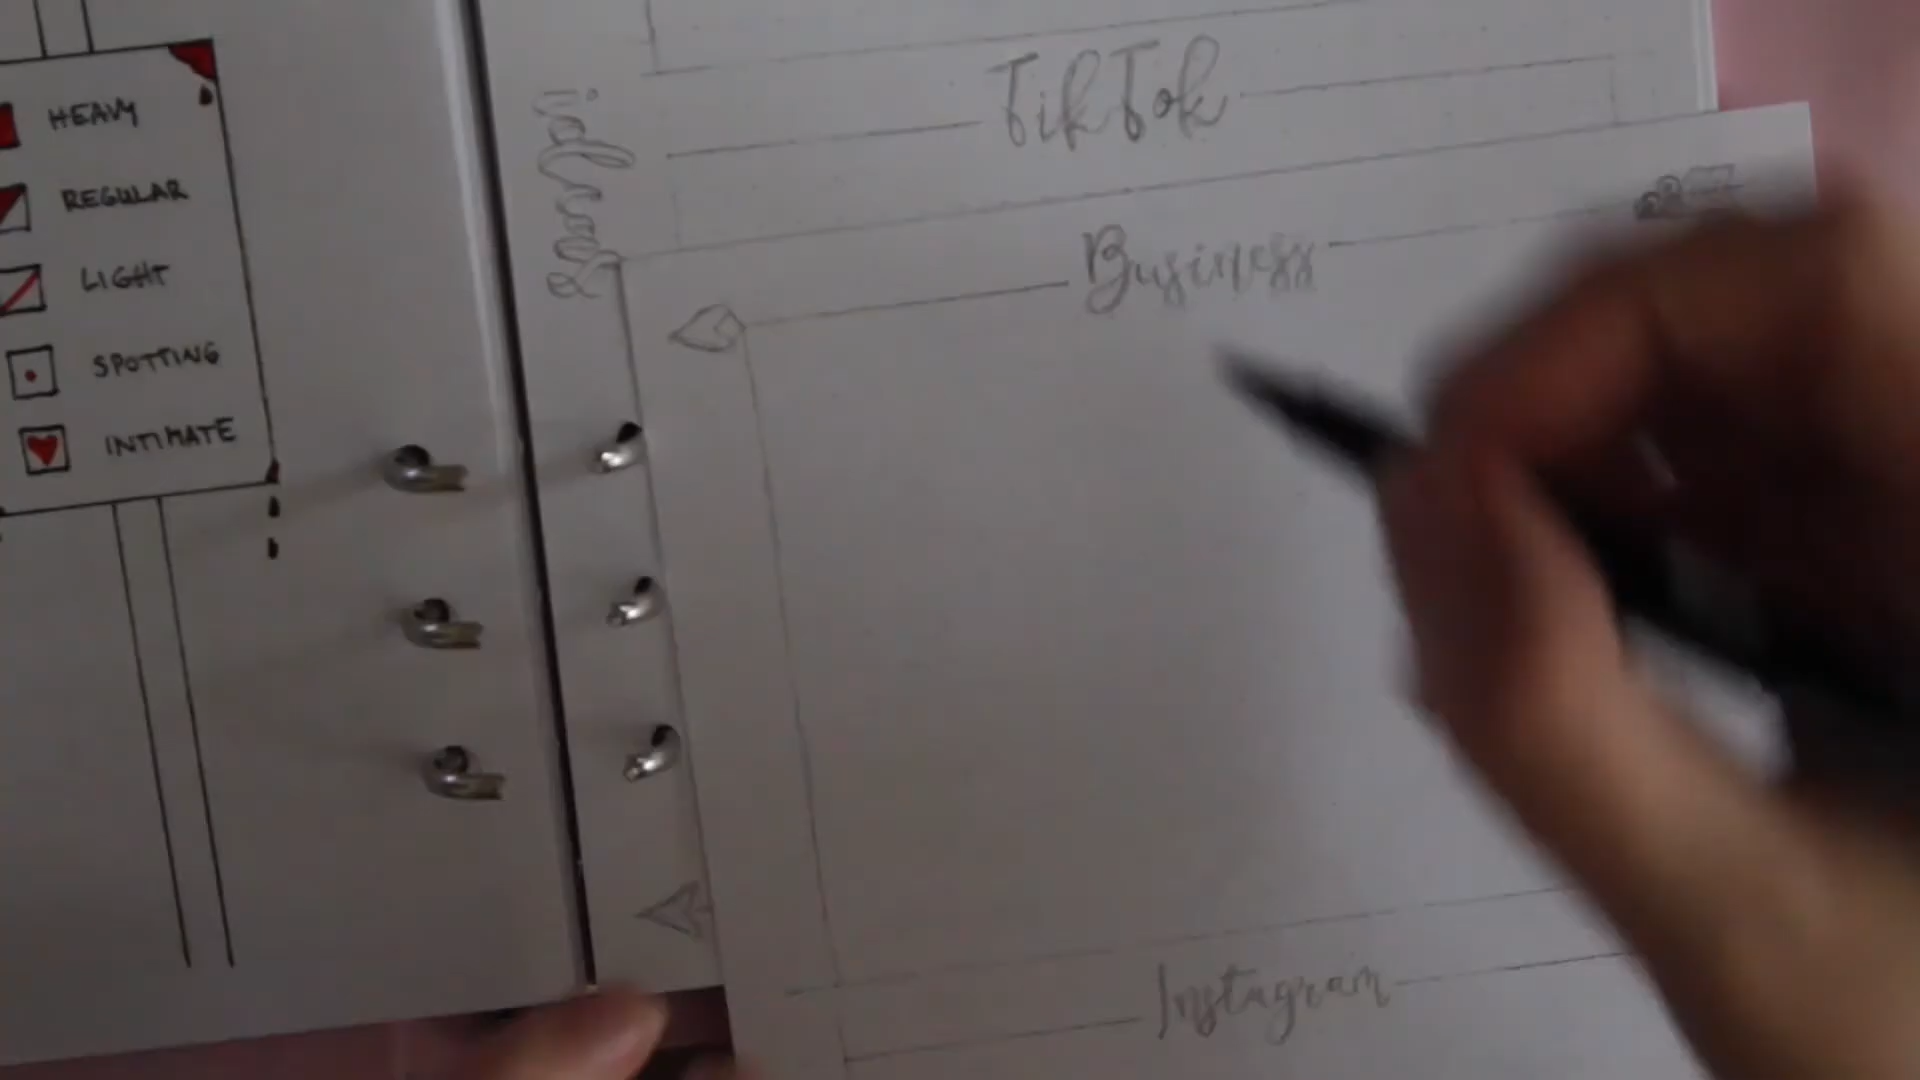 HEAVY
REGULAR
LIGHT
SPOTTING
INTIMATE
TikTok
Business
Instagram